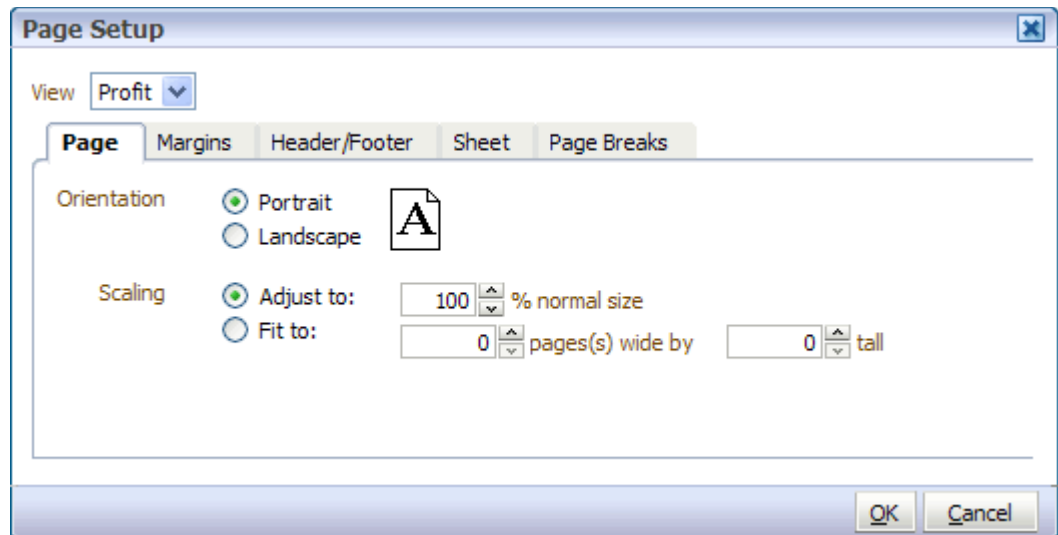 Page Setup
View Profit
Page Margins Header/Footer Sheet Page Breaks
Orientation Portrait
A
Landscape
Scaling Adjust to: 100 % normal size
Fit to: 0 pages(s) wide by 0 tall
OK Cancel